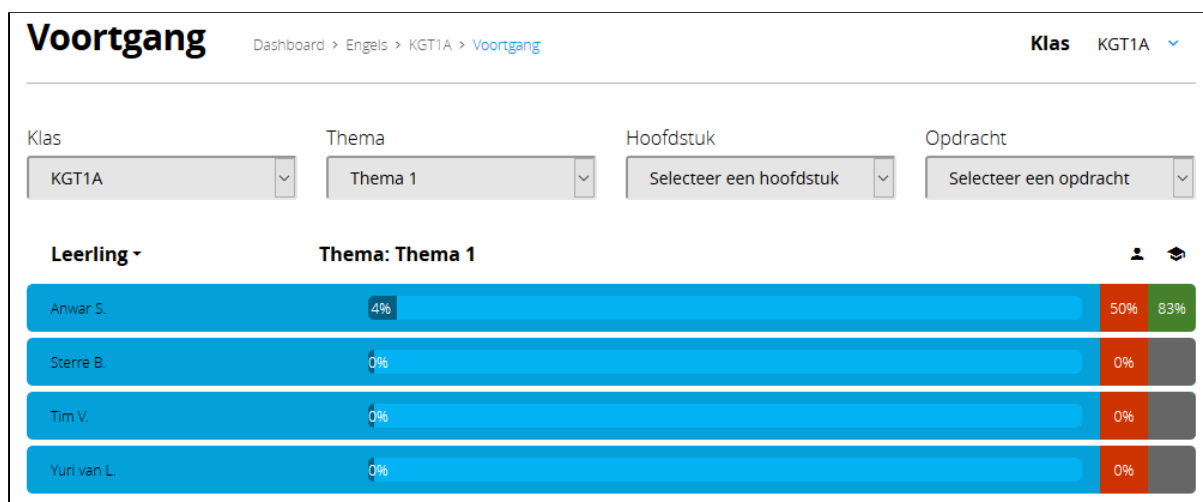 Voortgang Dashboard > Engels > KGT1A > Voortgang Klas KGT1A
Klas Thema Hoofdstuk Opdracht
KGT1A Thema 1 Selecteer een hoofdstuk Selecteer een opdracht
Leerling Thema: Thema 1
Anwar S. 4% 50% 83%
Sterre B. 0% 0%
Tim V. 0% 0%
Yuri van L. 0% 0%